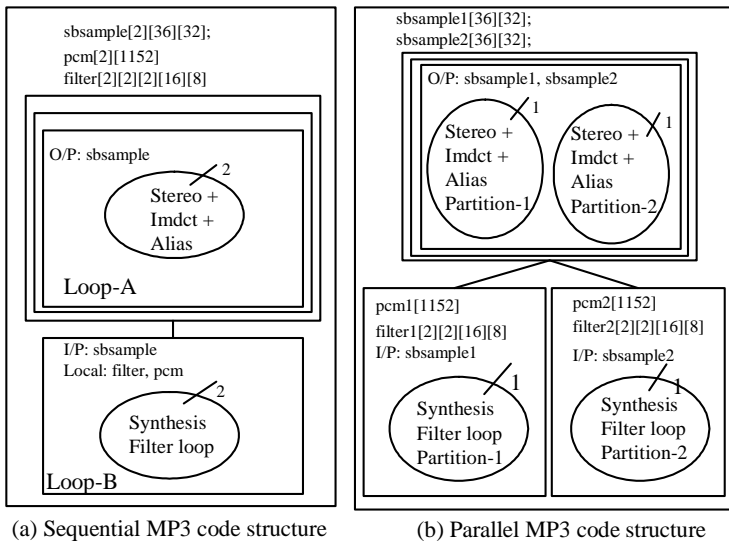 sbsample[2][36][32];
pcm[2][1152]
filter[2][2][2][16][8]
O/P: sbsample
2
Stereo +
Imdct +
Alias
Loop-A
I/P: sbsample
Local: filter, pcm
2
Synthesis
Filter loop
Loop-B
(a) Sequential MP3 code structure
sbsample1[36][32];
sbsample2[36][32];
O/P: sbsample1, sbsample2
1
Stereo +
Imdct +
Alias
Partition-1
1
Stereo +
Imdct +
Alias
Partition-2
pcm1[1152]
filter1[2][2][16][8]
I/P: sbsample1
1
Synthesis
Filter loop
Partition-1
pcm2[1152]
filter2[2][2][16][8]
I/P: sbsample2
1
Synthesis
Filter loop
Partition-2
(b) Parallel MP3 code structure